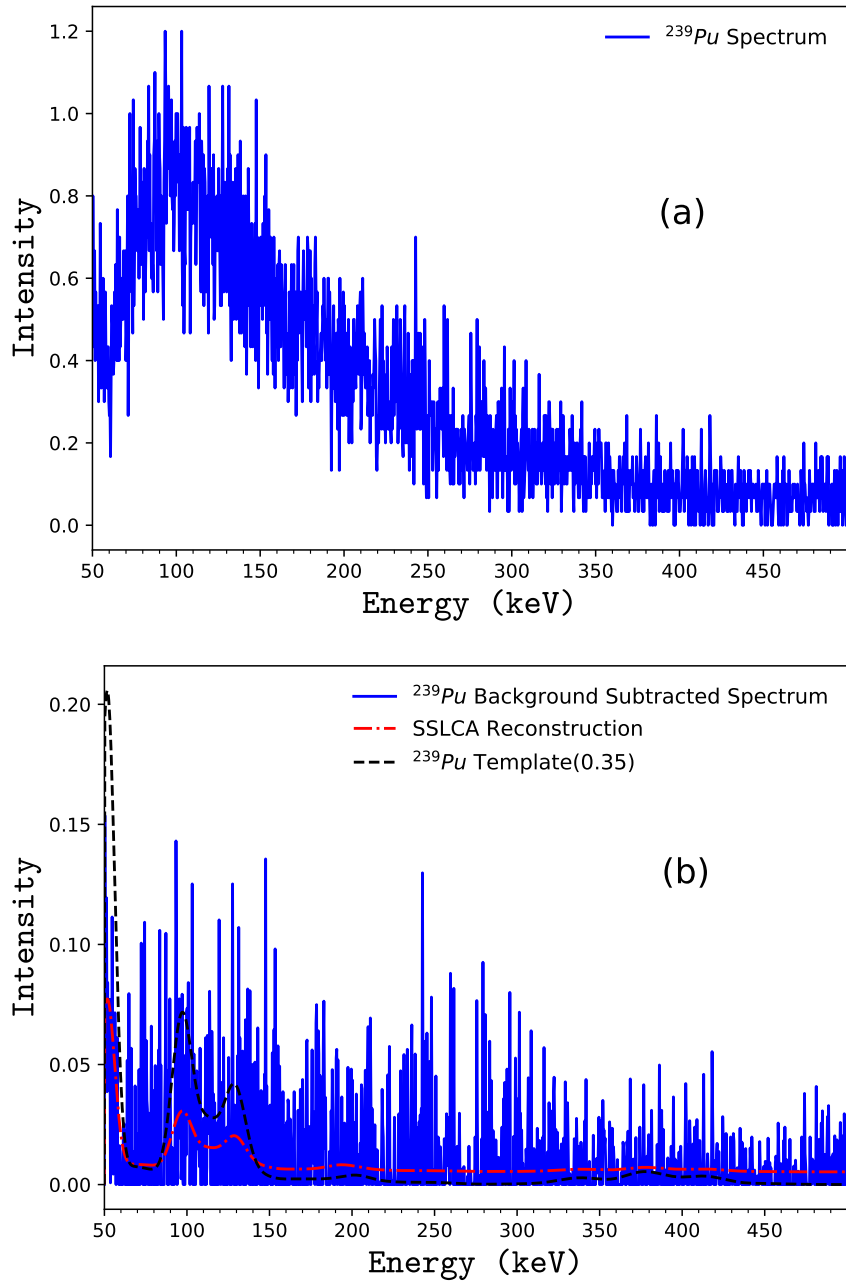 1.2
1.0
0.8
0.6
0.4
0.2
0.0
Intensity
²³⁹Pu Spectrum
(a)
50 100 150 200 250 300 350 400 450
Energy (keV)
0.20
0.15
0.10
0.05
0.00
Intensity
²³⁹Pu Background Subtracted Spectrum
SSLCA Reconstruction
²³⁹Pu Template(0.35)
(b)
50 100 150 200 250 300 350 400 450
Energy (keV)